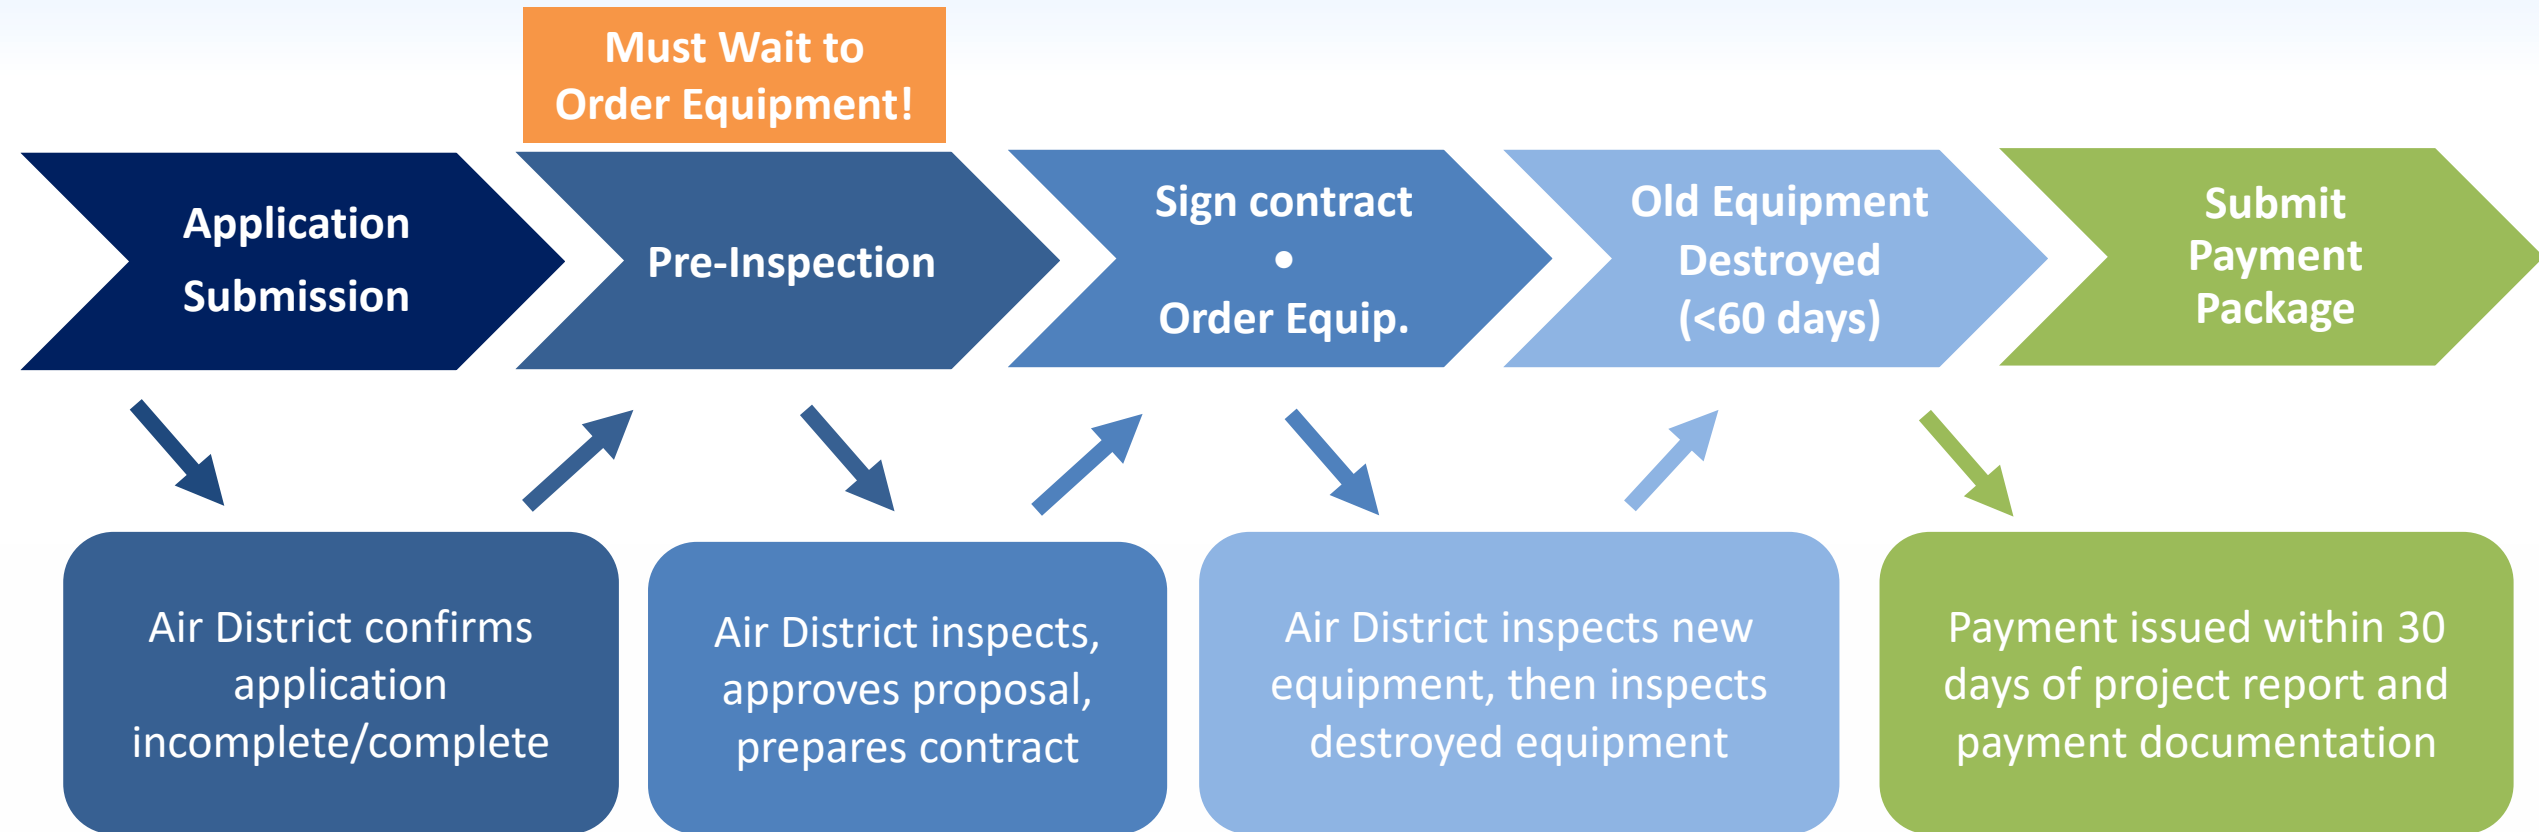 Must Wait to
Order Equipment!
Application
Submission
Pre-Inspection
Sign contract
•
Order Equip.
Old Equipment
Destroyed
(<60 days)
Submit
Payment
Package
Air District confirms
application
incomplete/complete
Air District inspects,
approves proposal,
prepares contract
Air District inspects new
equipment, then inspects
destroyed equipment
Payment issued within 30
days of project report and
payment documentation